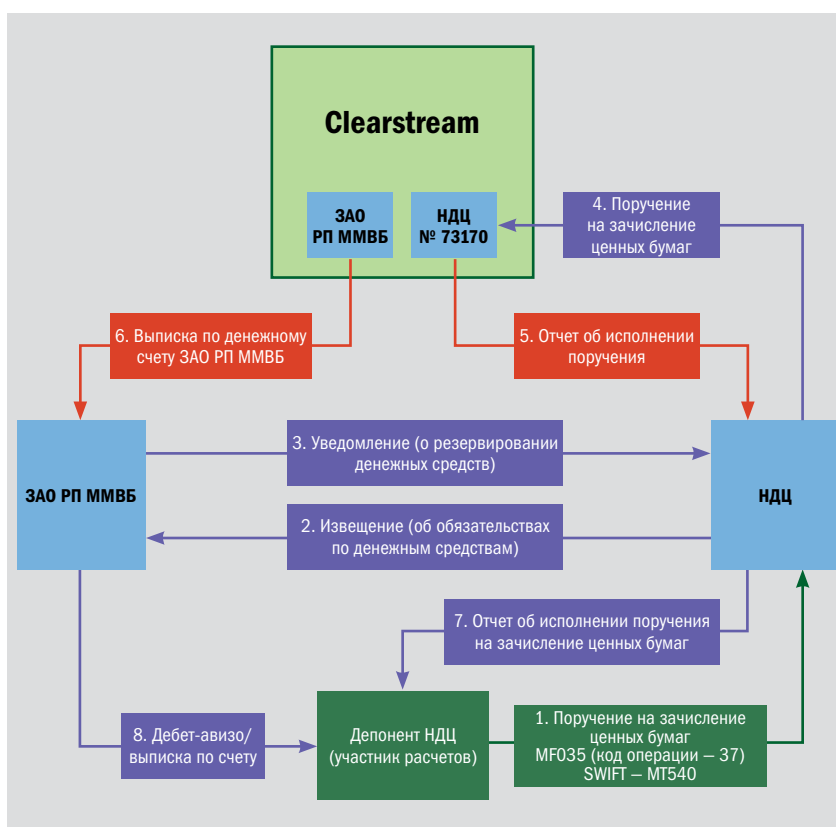 Clearstream
ЗАО
РП ММВБ
НДЦ
№ 73170
4. Поручение
на зачисление
ценных бумаг
6. Выписка по денежному
счету ЗАО РП ММВБ
5. Отчет об исполнении
поручения
ЗАО РП ММВБ
3. Уведомление (о резервировании
денежных средств)
НДЦ
2. Извещение (об обязательствах
по денежным средствам)
7. Отчет об исполнении поручения
на зачисление ценных бумаг
8. Дебет-авизо/
выписка по счету
Депонент НДЦ
(участник расчетов)
1. Поручение на зачисление
ценных бумаг
MF035 (код операции – 37)
SWIFT – MT540